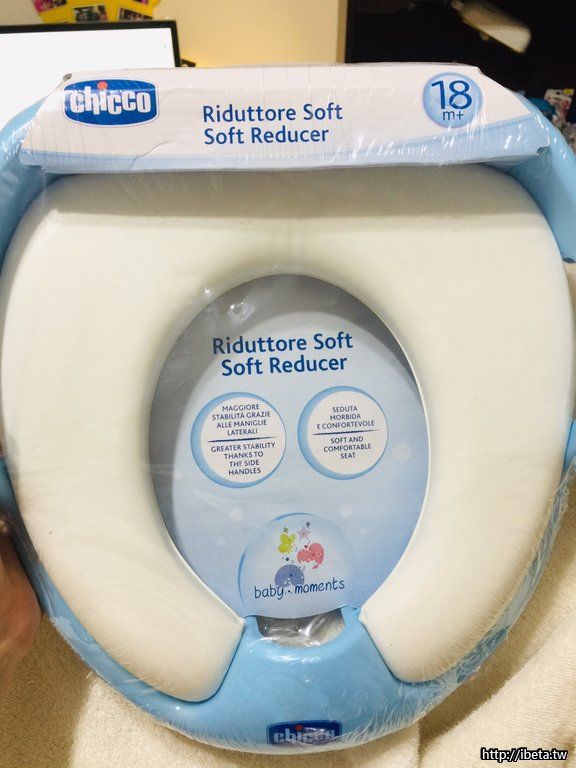 chicco
Riduttore Soft
Soft Reducer
18
m+
Riduttore Soft
Soft Reducer
MAGGIORE
STABILITÀ GRAZIE
ALLE MANIGLIE
LATERALI
GREATER STABILITY
THANKS TO
THE SIDE
HANDLES
SEDUTA
MORBIDA
E CONFORTEVOLE
SOFT AND
COMFORTABLE
SEAT
baby moments
chicco
http://ibeta.tw